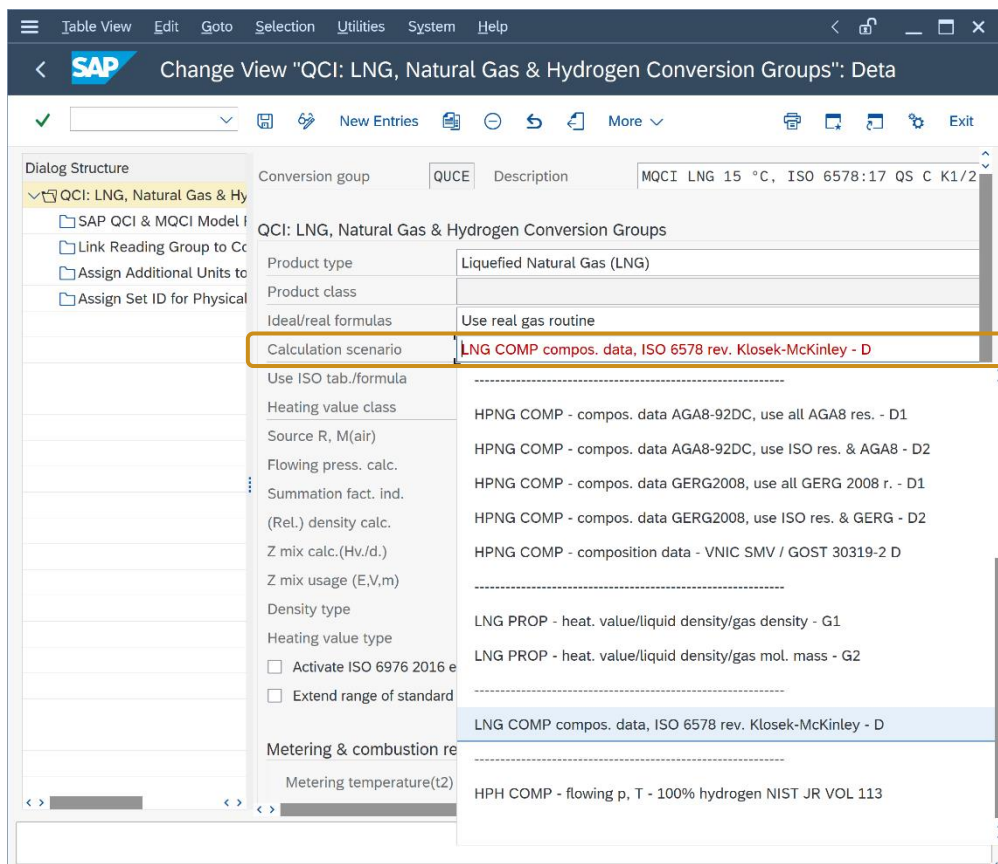 Table View Edit Goto Selection Utilities System Help
SAP Change View "QCI: LNG, Natural Gas & Hydrogen Conversion Groups": Deta
New Entries More Exit
Dialog Structure
QCI: LNG, Natural Gas & Hy
SAP QCI & MQCI Model
Link Reading Group to Co
Assign Additional Units to
Assign Set ID for Physical
Conversion goup QUCE Description MQCI LNG 15 °C, ISO 6578:17 QS C K1/2
QCI: LNG, Natural Gas & Hydrogen Conversion Groups
Product type Liquefied Natural Gas (LNG)
Product class
Ideal/real formulas Use real gas routine
Calculation scenario LNG COMP compos. data, ISO 6578 rev. Klosek-McKinley - D
Use ISO tab./formula
Heating value class
Source R, M(air)
Flowing press. calc.
Summation fact. ind.
(Rel.) density calc.
Z mix calc.(Hv./d.)
Z mix usage (E,V,m)
Density type
Heating value type
Activate ISO 6976 2016 e
Extend range of standard
Metering & combustion re
Metering temperature(t2)
-----------------------------------------------------------
HPNG COMP - compos. data AGA8-92DC, use all AGA8 res. - D1
HPNG COMP - compos. data AGA8-92DC, use ISO res. & AGA8 - D2
HPNG COMP - compos. data GERG2008, use all GERG 2008 r. - D1
HPNG COMP - compos. data GERG2008, use ISO res. & GERG - D2
HPNG COMP - composition data - VNIC SMV / GOST 30319-2 D
-----------------------------------------------------------
LNG PROP - heat. value/liquid density/gas density - G1
LNG PROP - heat. value/liquid density/gas mol. mass - G2
-----------------------------------------------------------
LNG COMP compos. data, ISO 6578 rev. Klosek-McKinley - D
-----------------------------------------------------------
HPH COMP - flowing p, T - 100% hydrogen NIST JR VOL 113